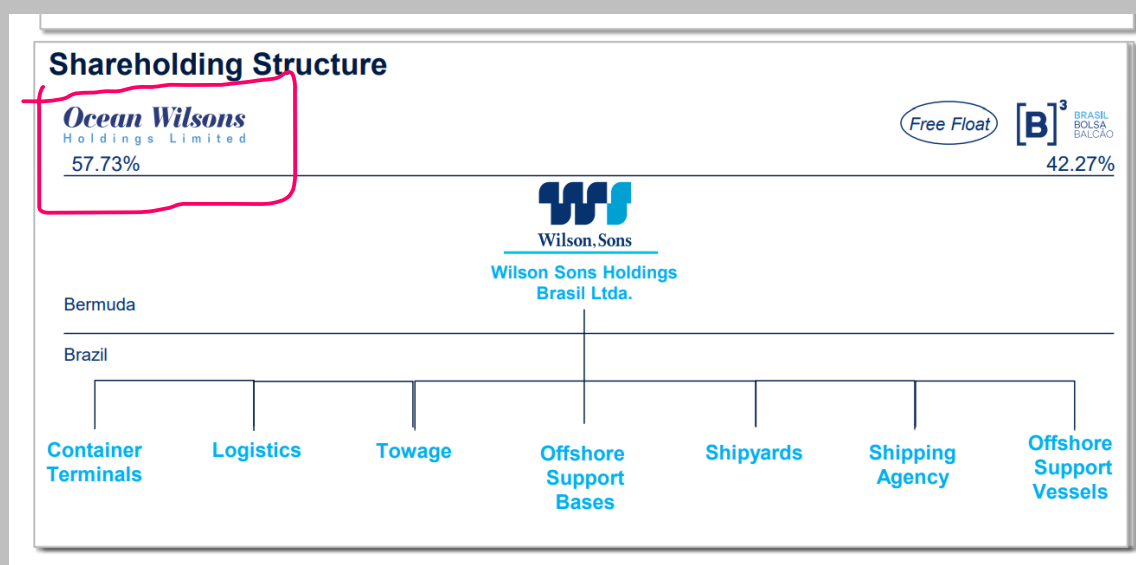 Shareholding Structure
Ocean Wilsons
Holdings Limited
57.73%
Free Float
[B]³ BRASIL
BOLSA
BALCÃO
42.27%
Wilson, Sons
Wilson Sons Holdings
Brasil Ltda.
Bermuda
Brazil
Container
Terminals
Logistics
Towage
Offshore
Support
Bases
Shipyards
Shipping
Agency
Offshore
Support
Vessels